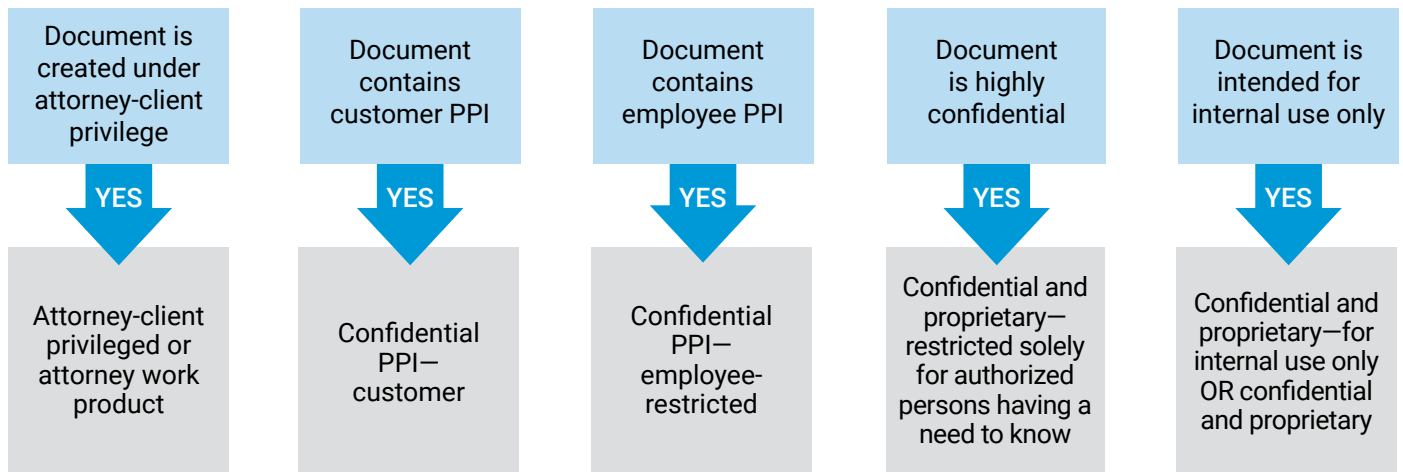 Document is
created under
attorney-client
privilege
YES
Attorney-client
privileged or
attorney work
product
Document
contains
customer PPI
YES
Confidential
PPI—
customer
Document
contains
employee PPI
YES
Confidential
PPI—
employee-
restricted
Document
is highly
confidential
YES
Confidential and
proprietary—
restricted solely
for authorized
persons having a
need to know
Document is
intended for
internal use only
YES
Confidential and
proprietary—for
internal use only
OR confidential
and proprietary